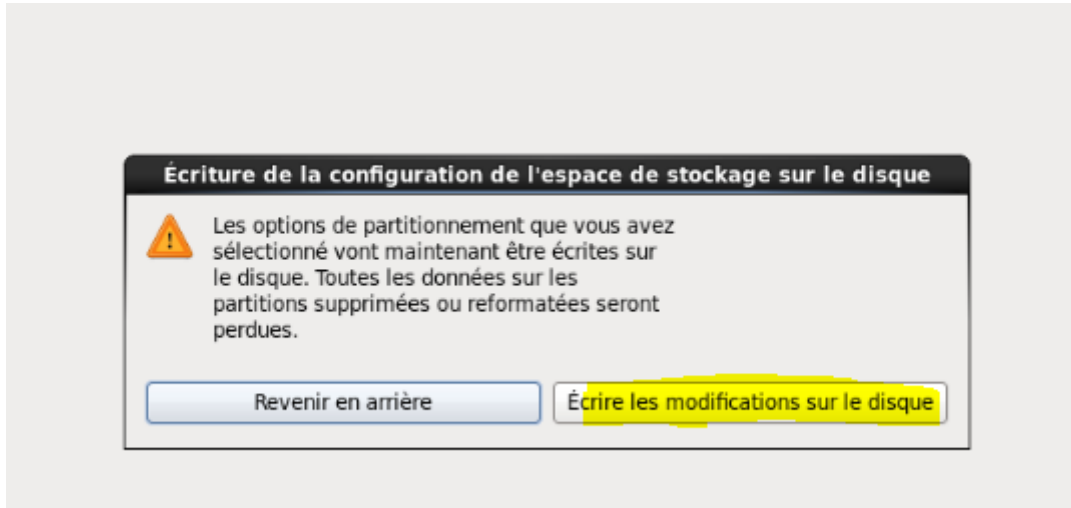 Écriture de la configuration de l'espace de stockage sur le disque
Les options de partitionnement que vous avez
sélectionné vont maintenant être écrites sur
le disque. Toutes les données sur les
partitions supprimées ou reformatées seront
perdues.
Revenir en arrière
Écrire les modifications sur le disque